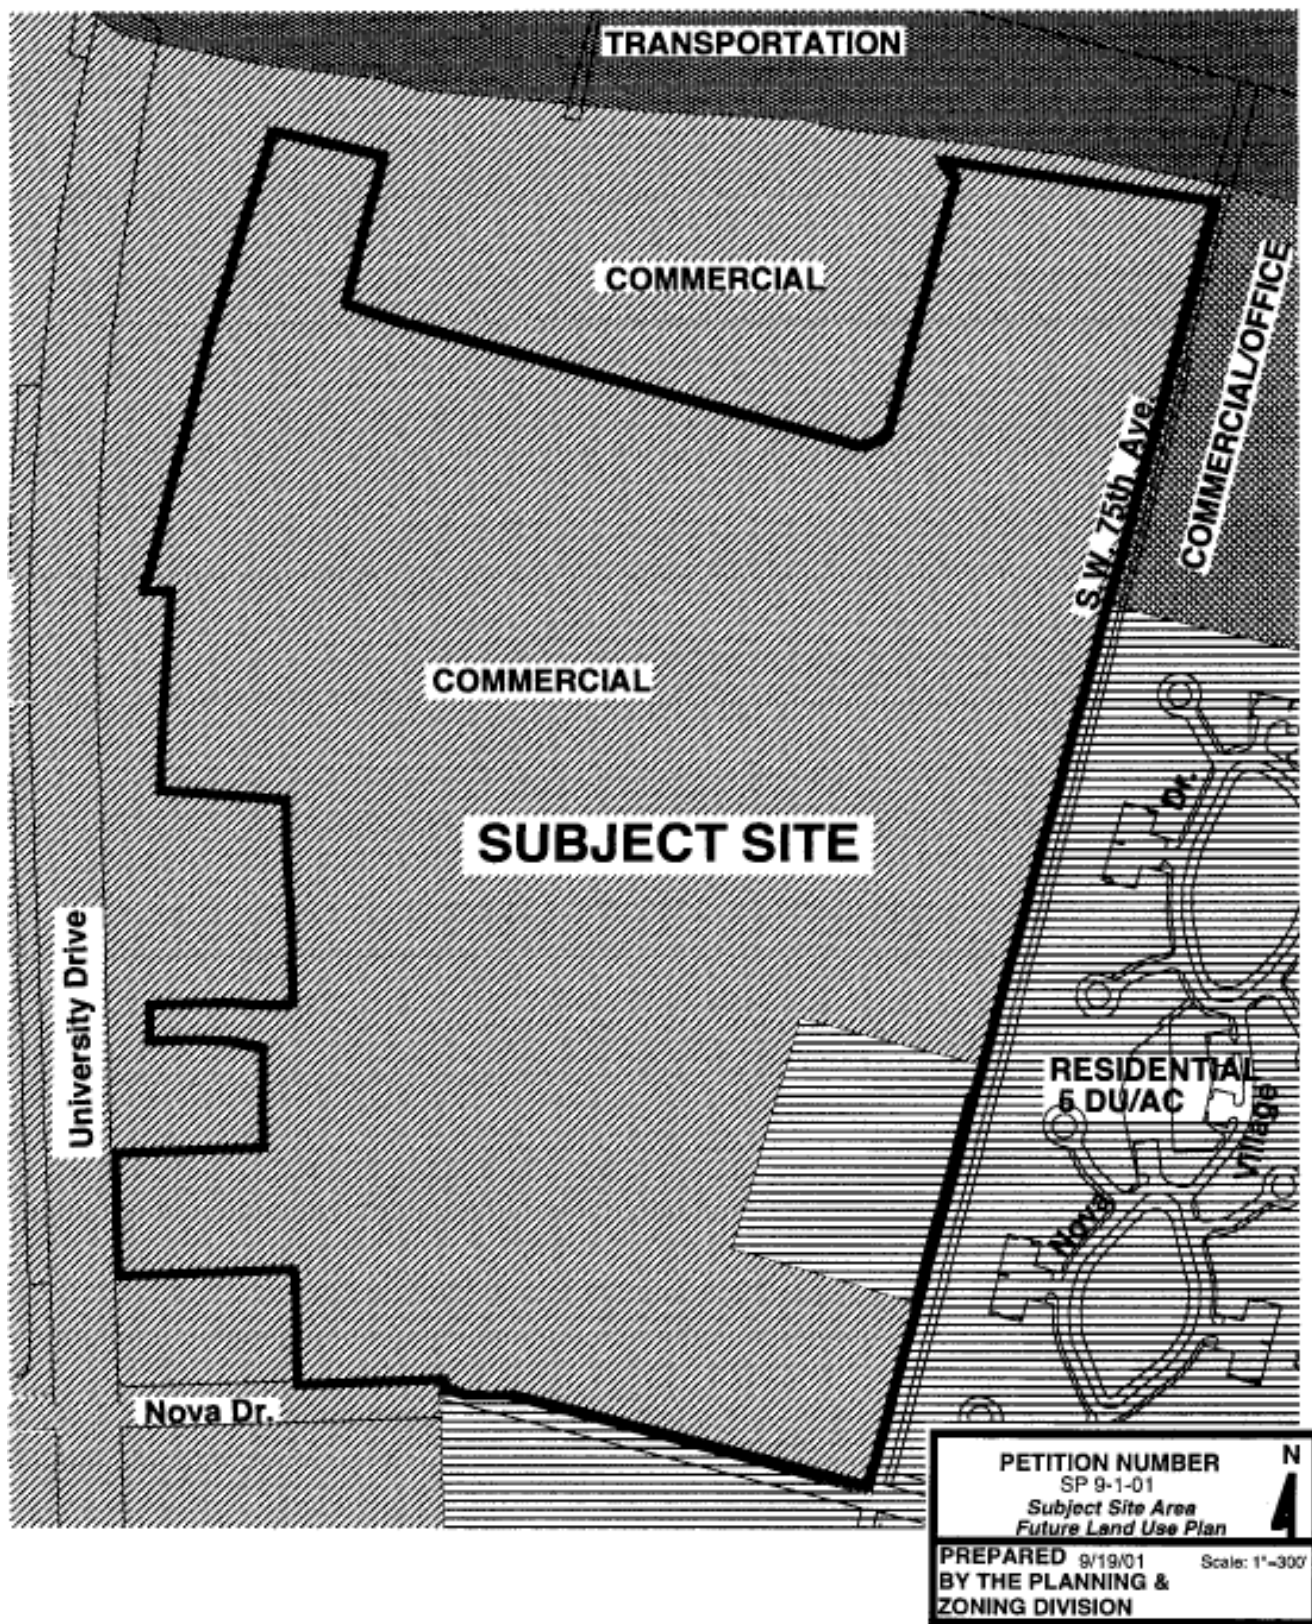 TRANSPORTATION
COMMERCIAL
COMMERCIAL/OFFICE
S.W. 75th Ave.
COMMERCIAL
SUBJECT SITE
Dr.
University Drive
RESIDENTIAL
5 DU/AC
Village
Nova
Nova Dr.
PETITION NUMBER
N
SP 9-1-01
Subject Site Area
Future Land Use Plan
PREPARED 9/19/01 Scale: 1"=300'
BY THE PLANNING &
ZONING DIVISION